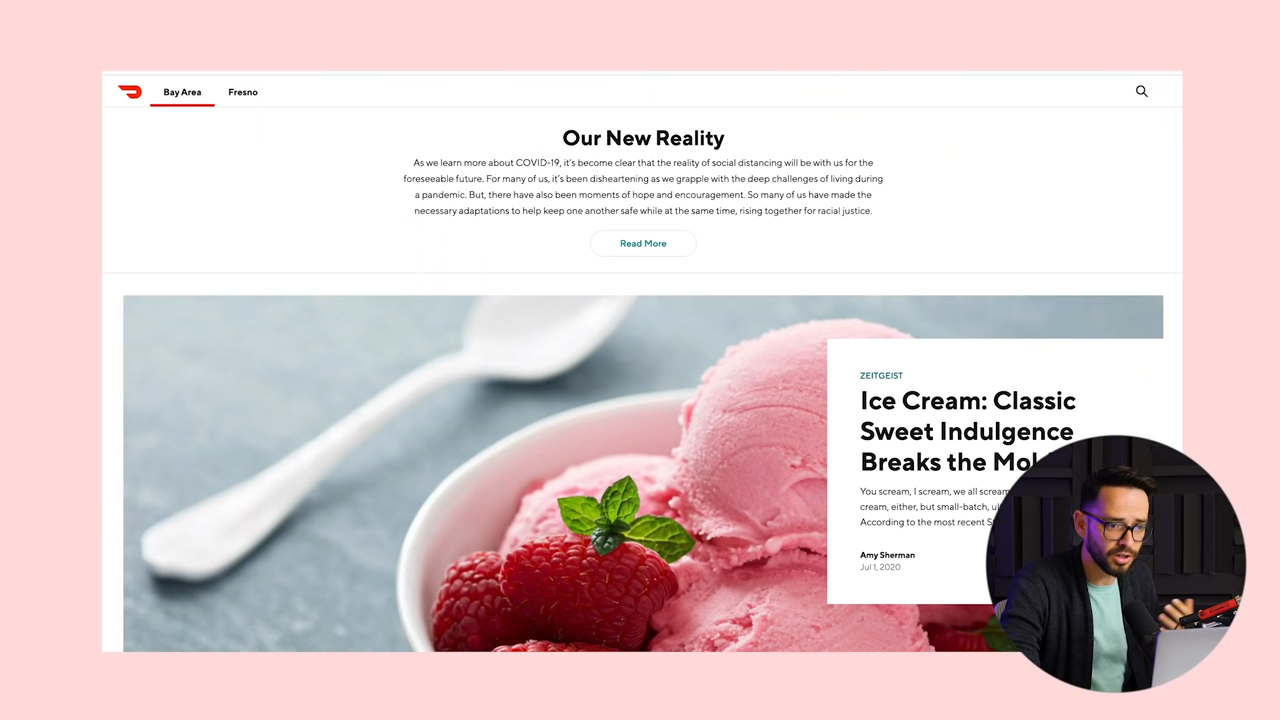 Bay Area
Fresno
Our New Reality
As we learn more about COVID-19, it's become clear that the reality of social distancing will be with us for the
foreseeable future. For many of us, it's been disheartening as we grapple with the deep challenges of living during
a pandemic. But, there have also been moments of hope and encouragement. So many of us have made the
necessary adaptations to help keep one another safe while at the same time, rising together for racial justice.
Read More
ZEITGEIST
Ice Cream: Classic
Sweet Indulgence
Breaks the
You scream, I scream, we all scream
cream, either, but small-batch,
According to the most recent
Amy Sherman
Jul 1, 2020